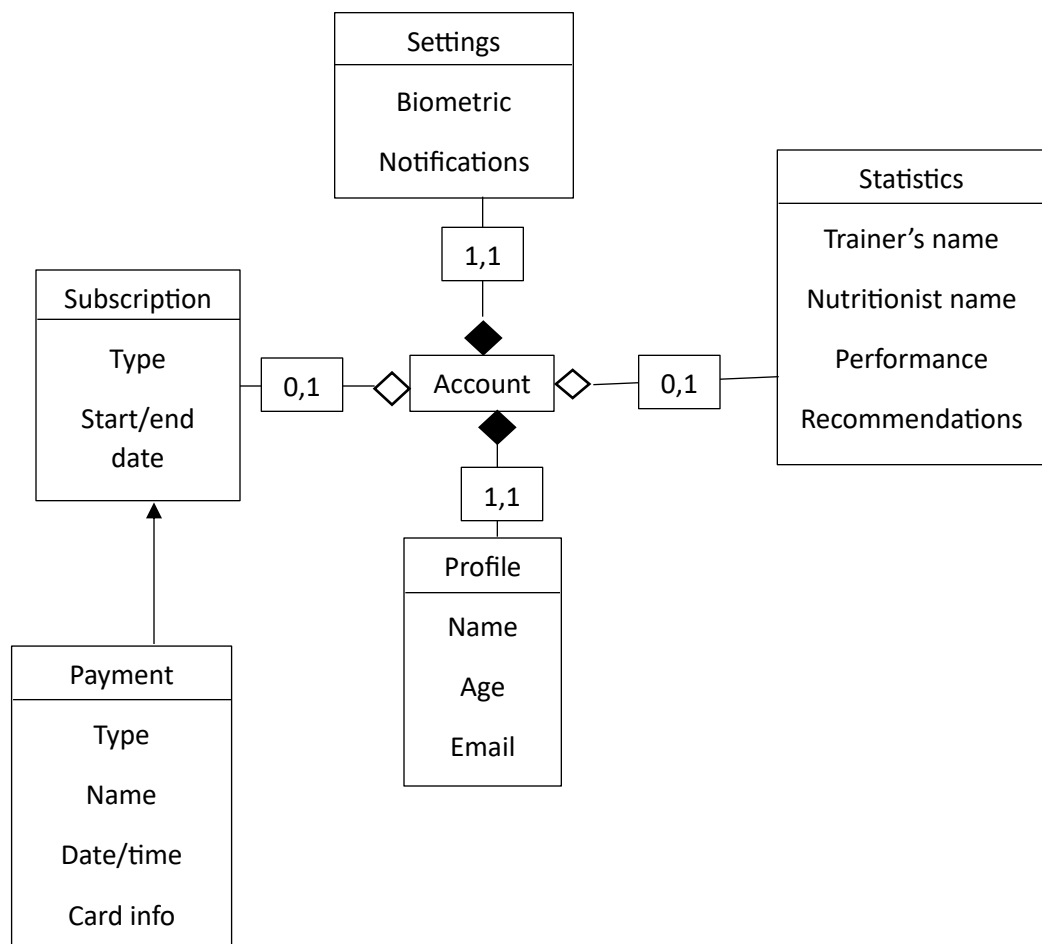 Settings
Biometric
Notifications
1,1
Statistics
Trainer’s name
Nutritionist name
Performance
Recommendations
Subscription
Type
Start/end
date
0,1
Account
0,1
1,1
Profile
Name
Age
Email
Payment
Type
Name
Date/time
Card info